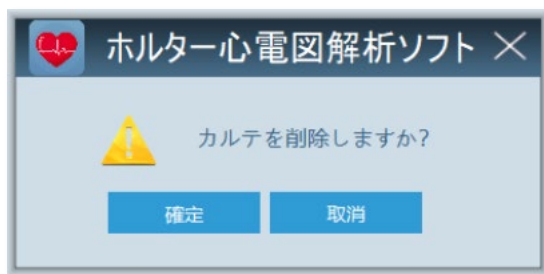 ホルター心電図解析ソフト
カルテを削除しますか?
確定
取消